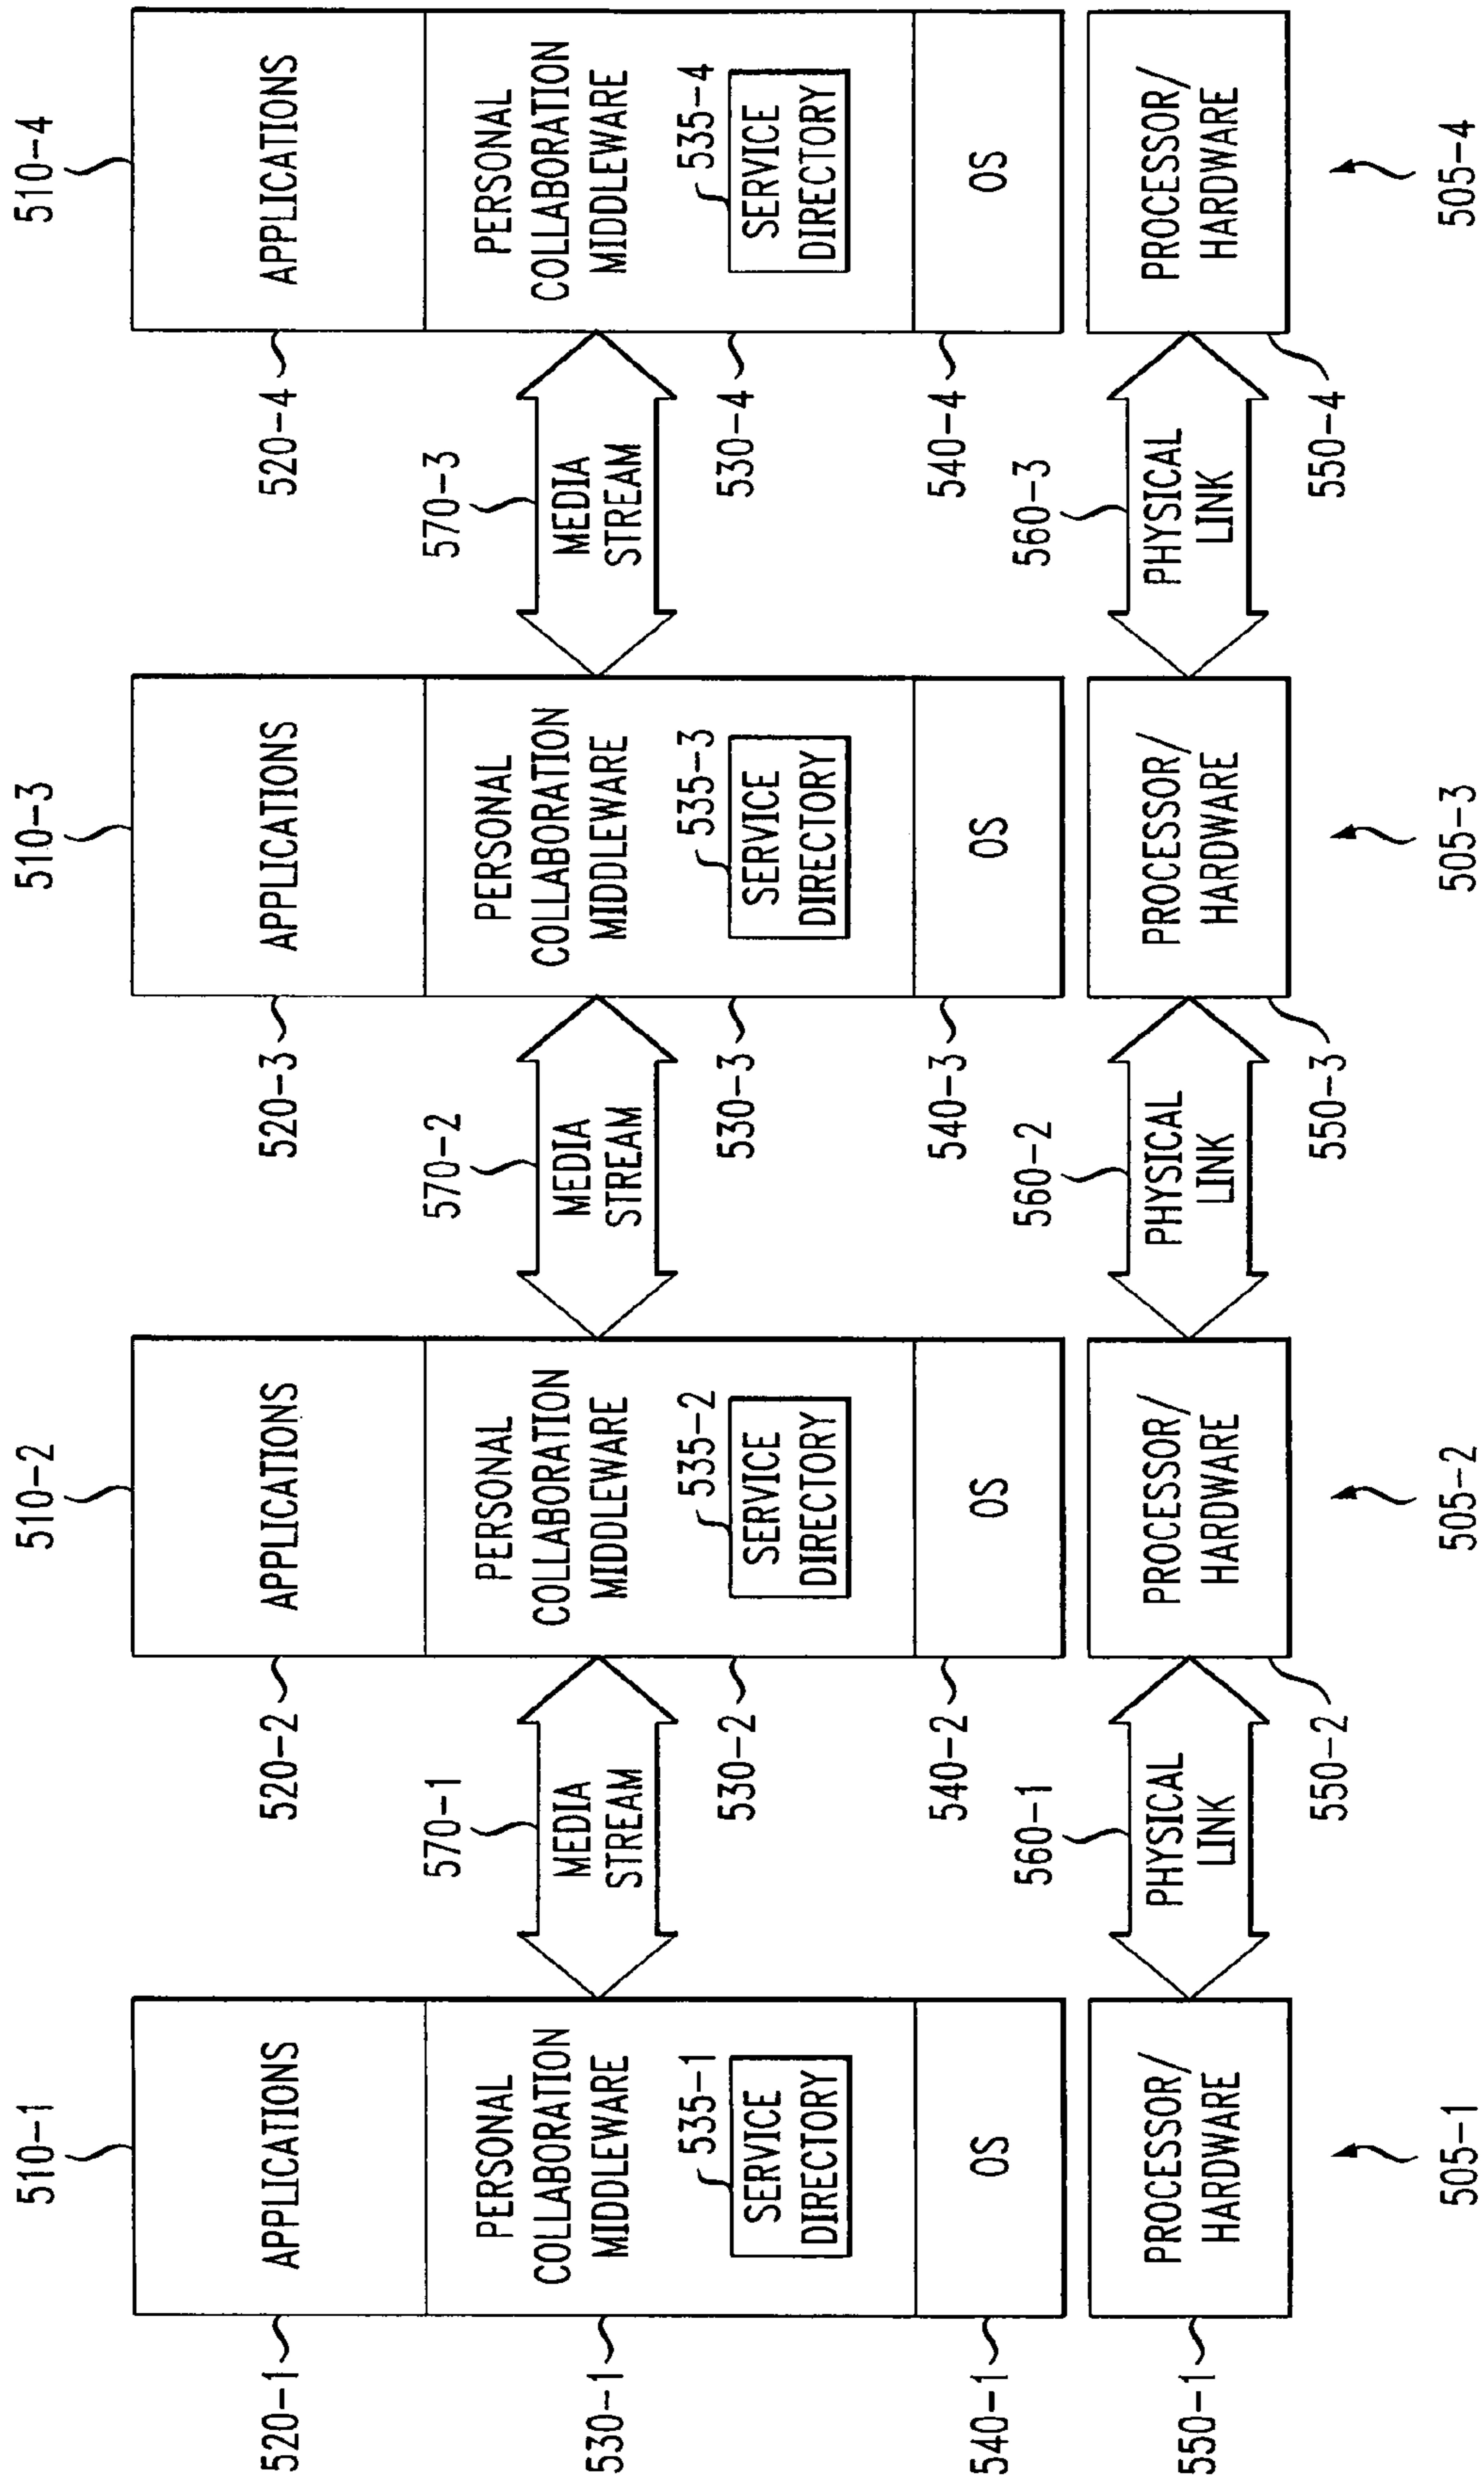 510-1
510-2
510-3
510-4
520-1
APPLICATIONS
520-2
APPLICATIONS
520-3
APPLICATIONS
520-4
APPLICATIONS
530-1
PERSONAL
COLLABORATION
MIDDLEWARE
535-1
SERVICE
DIRECTORY
570-1
MEDIA
STREAM
530-2
PERSONAL
COLLABORATION
MIDDLEWARE
535-2
SERVICE
DIRECTORY
570-2
MEDIA
STREAM
530-3
PERSONAL
COLLABORATION
MIDDLEWARE
535-3
SERVICE
DIRECTORY
570-3
MEDIA
STREAM
530-4
PERSONAL
COLLABORATION
MIDDLEWARE
535-4
SERVICE
DIRECTORY
540-1
OS
540-2
OS
540-3
OS
540-4
OS
550-1
PROCESSOR/
HARDWARE
560-1
PHYSICAL
LINK
550-2
PROCESSOR/
HARDWARE
560-2
PHYSICAL
LINK
550-3
PROCESSOR/
HARDWARE
560-3
PHYSICAL
LINK
550-4
PROCESSOR/
HARDWARE
505-1
505-2
505-3
505-4